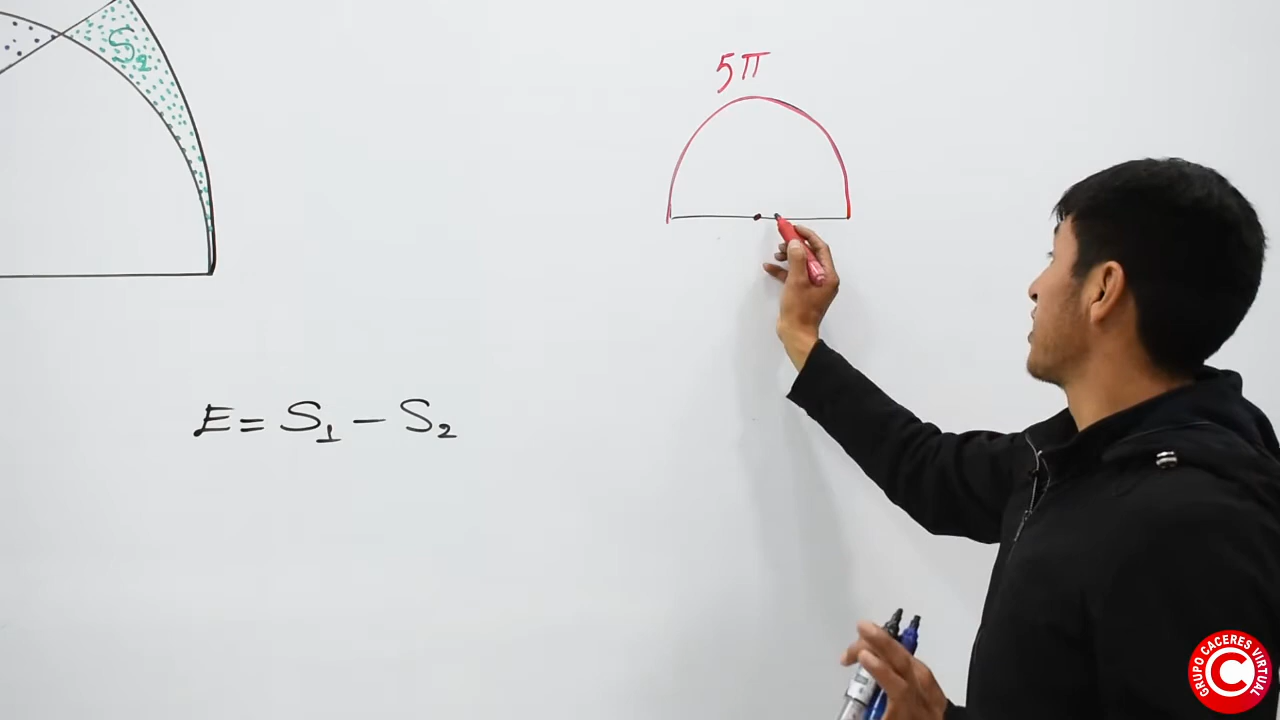 5π
S₂
E = S₁ - S₂
GRUPO CACERES VIRTUAL
C